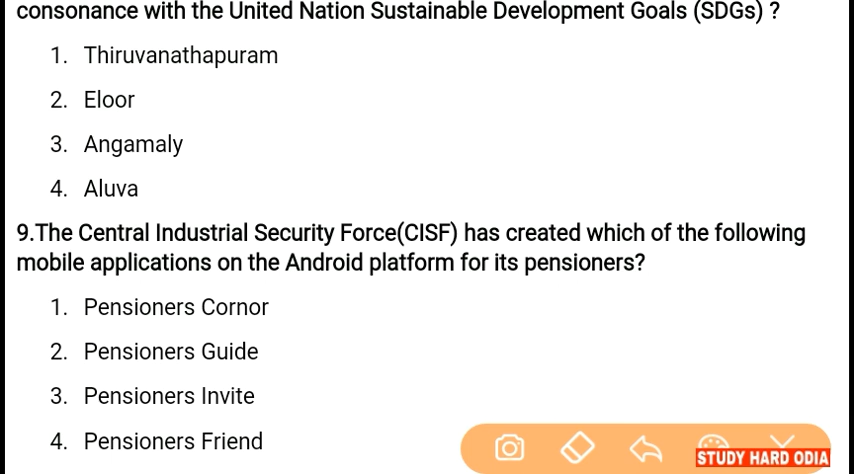 consonance with the United Nation Sustainable Development Goals (SDGs) ?
1. Thiruvanathapuram
2. Eloor
3. Angamaly
4. Aluva
9.The Central Industrial Security Force(CISF) has created which of the following
mobile applications on the Android platform for its pensioners?
1. Pensioners Cornor
2. Pensioners Guide
3. Pensioners Invite
4. Pensioners Friend
STUDY HARD ODIA